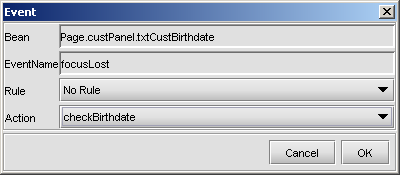 Event
Bean Page.custPanel.txtCustBirthdate
EventName focusLost
Rule No Rule
Action checkBirthdate
Cancel OK